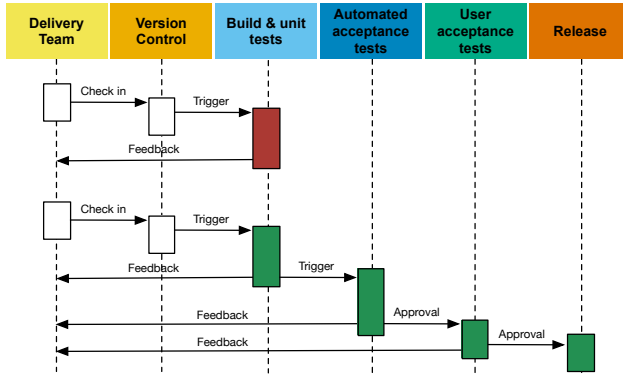 Delivery
Team
Version
Control
Build & unit
tests
Automated
acceptance
tests
User
acceptance
tests
Release
Check in
Trigger
Feedback
Check in
Trigger
Feedback
Trigger
Feedback
Approval
Feedback
Approval